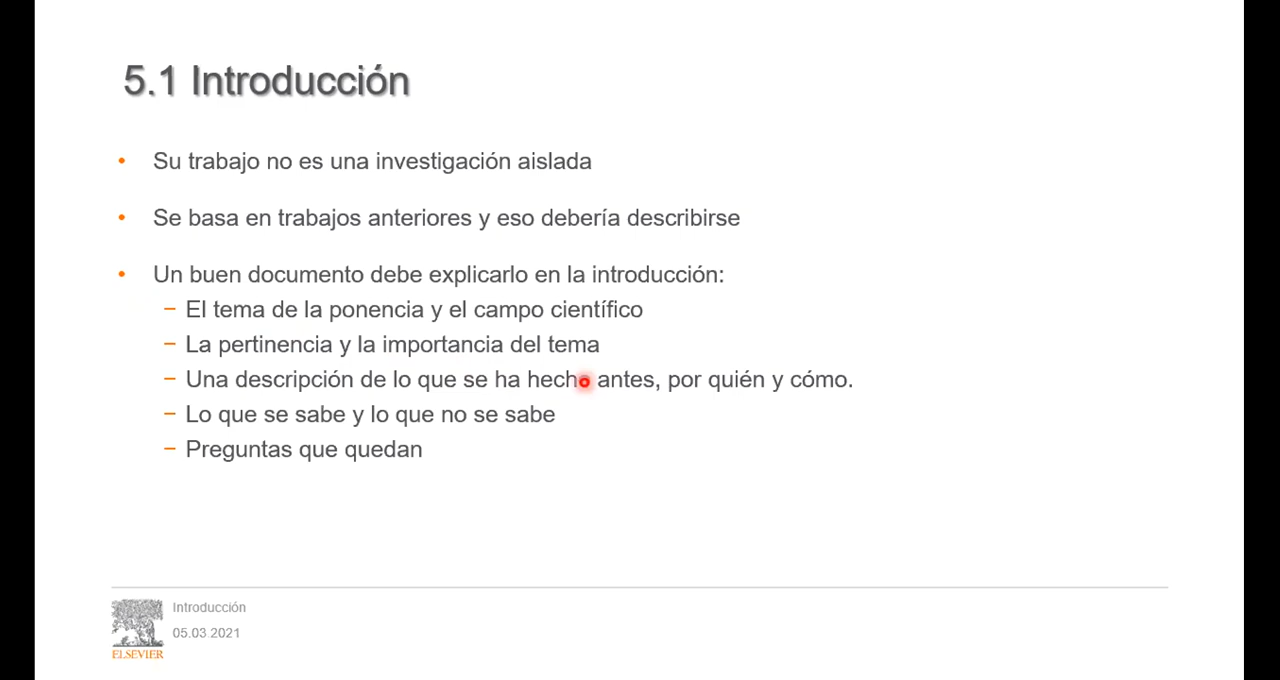 5.1 Introducción
• Su trabajo no es una investigación aislada
• Se basa en trabajos anteriores y eso debería describirse
• Un buen documento debe explicarlo en la introducción:
– El tema de la ponencia y el campo científico
– La pertinencia y la importancia del tema
– Una descripción de lo que se ha hecho antes, por quién y cómo.
– Lo que se sabe y lo que no se sabe
– Preguntas que quedan
Introducción
05.03.2021
ELSEVIER